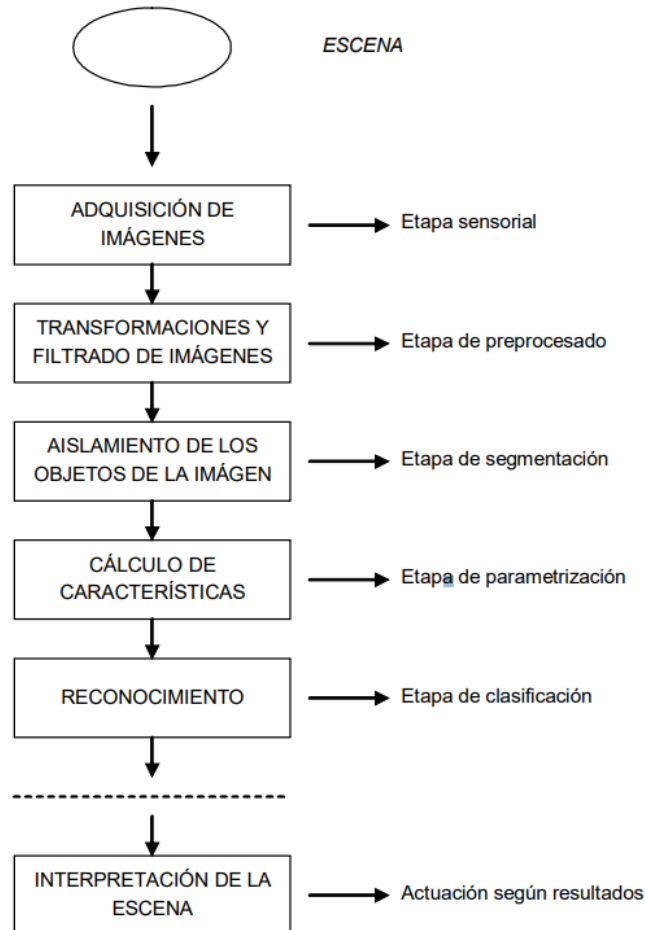 ESCENA
ADQUISICIÓN DE
IMÁGENES
Etapa sensorial
TRANSFORMACIONES Y
FILTRADO DE IMÁGENES
Etapa de preprocesado
AISLAMIENTO DE LOS
OBJETOS DE LA IMÁGEN
Etapa de segmentación
CÁLCULO DE
CARACTERÍSTICAS
Etapa de parametrización
RECONOCIMIENTO
Etapa de clasificación
INTERPRETACIÓN DE LA
ESCENA
Actuación según resultados